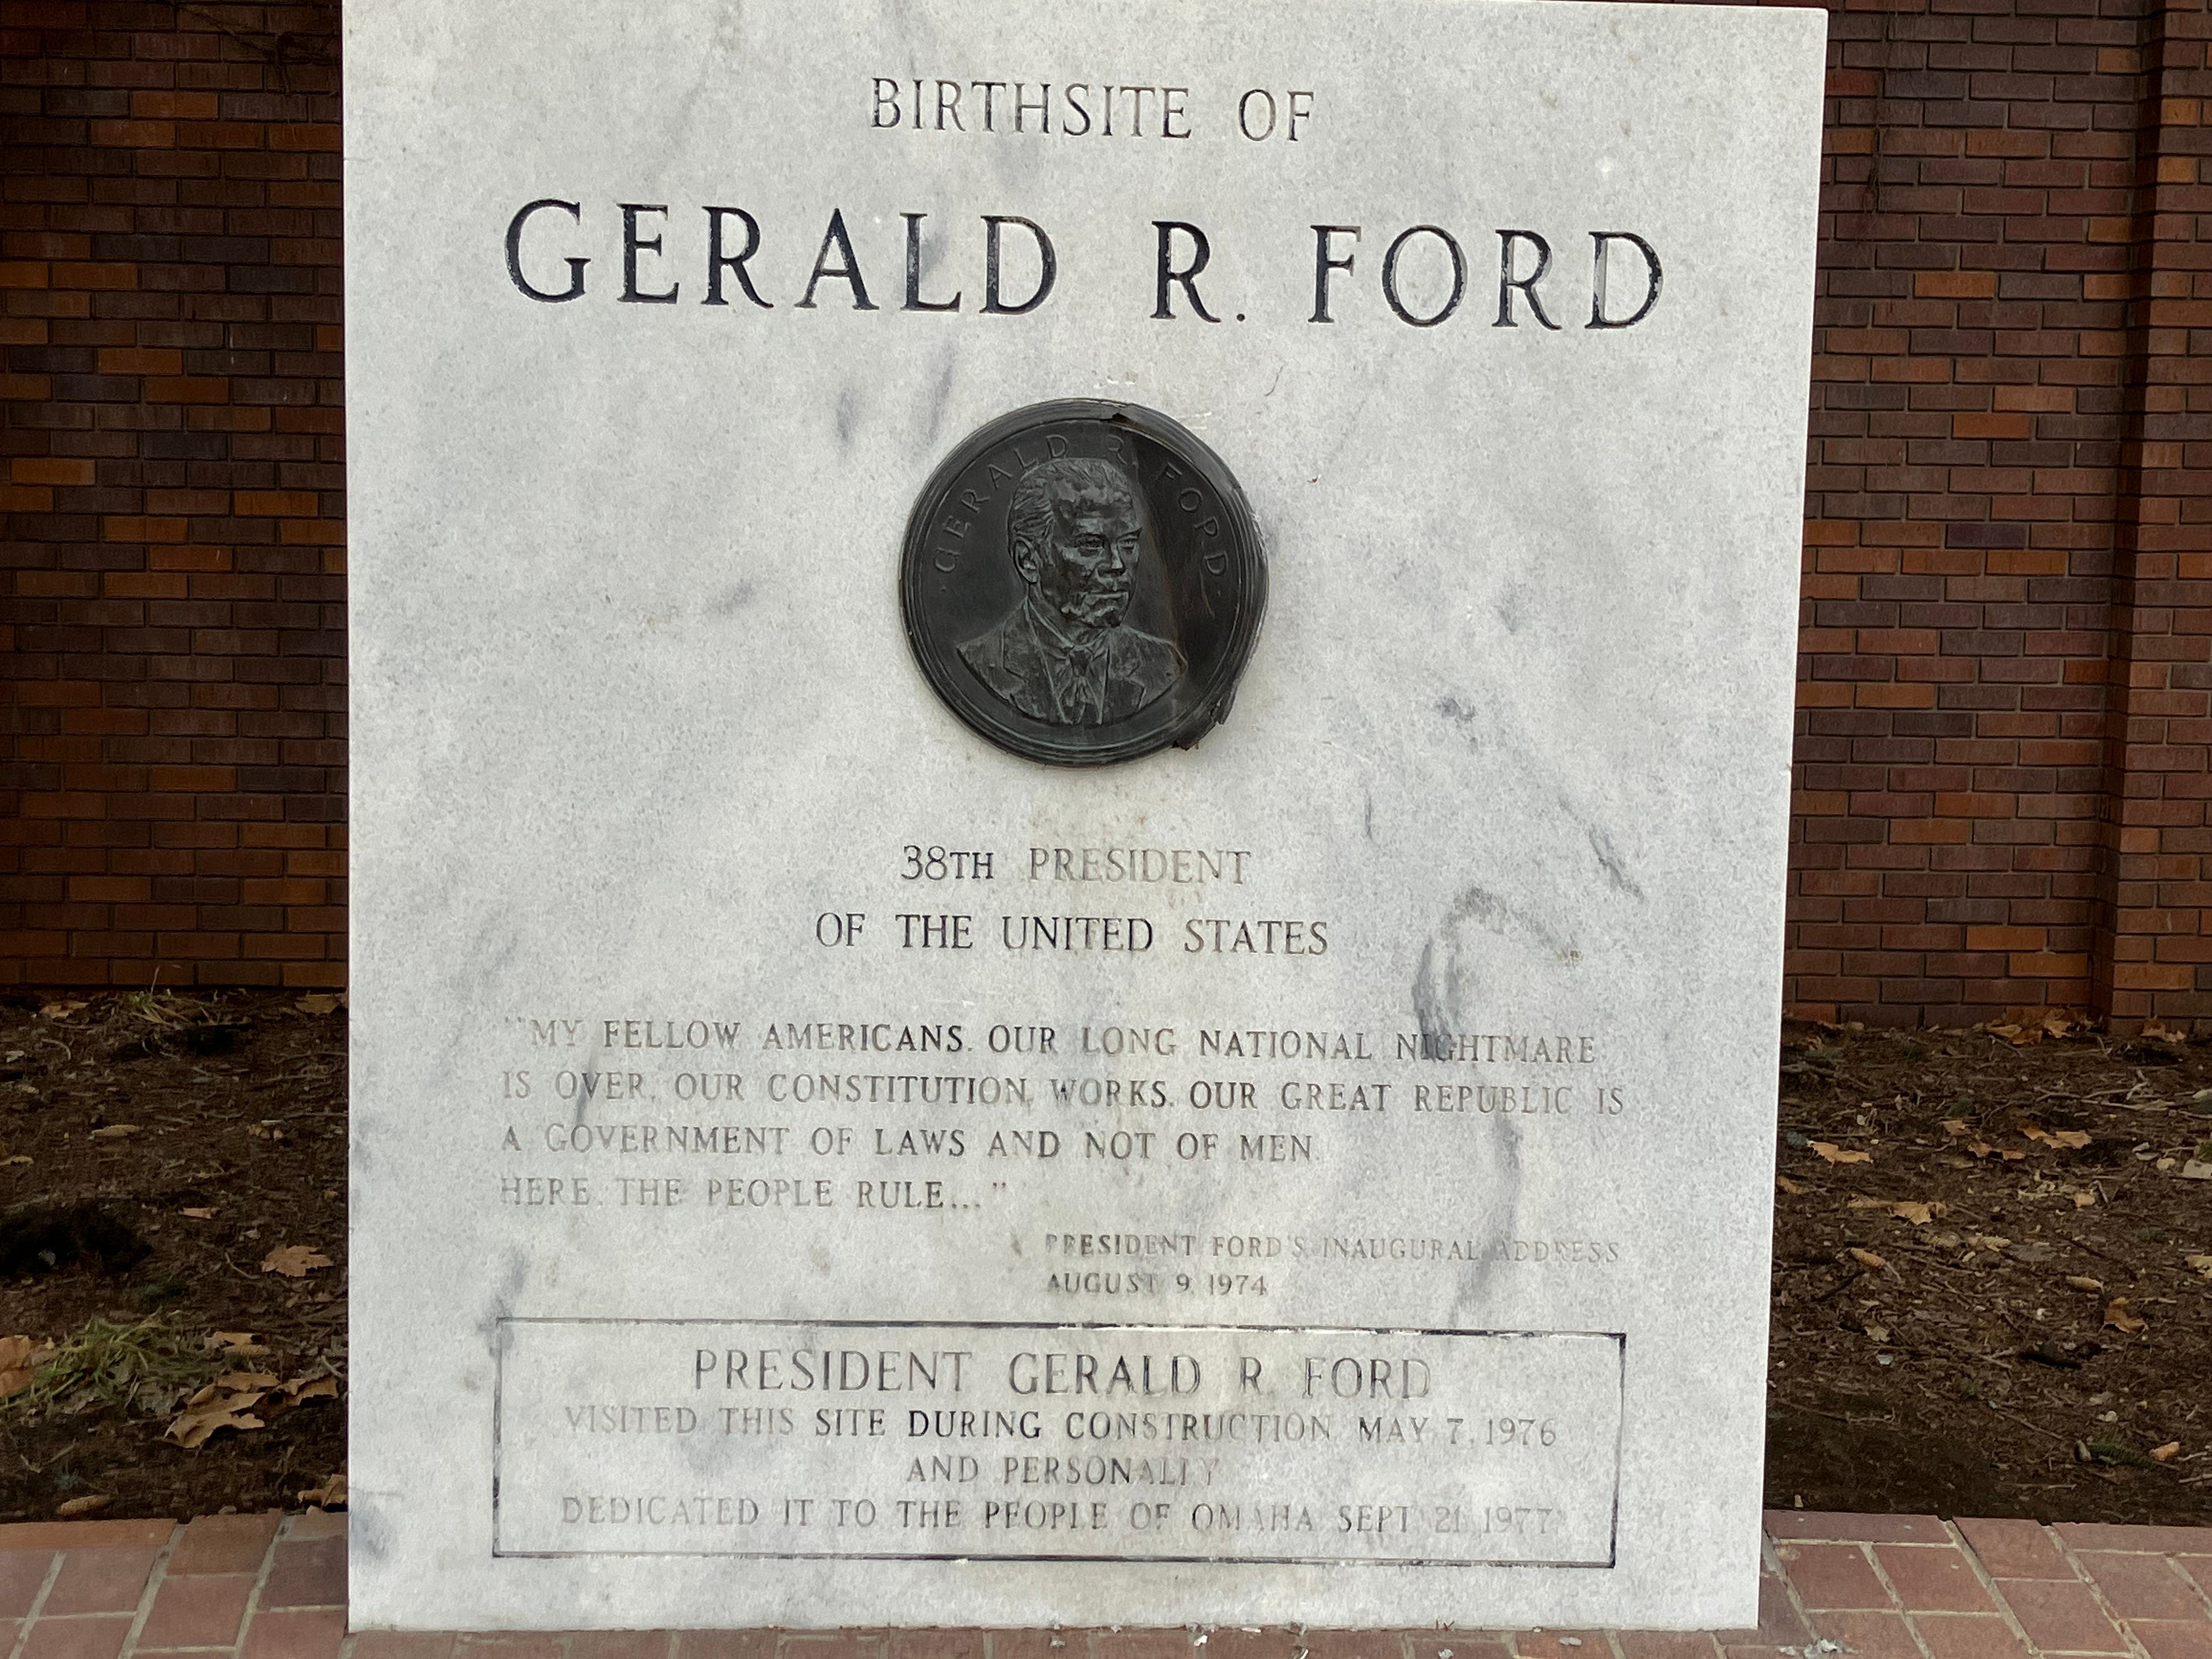 BIRTHSITE OF
GERALD R. FORD
· GERALD R FORD ·
38TH PRESIDENT
OF THE UNITED STATES
"MY FELLOW AMERICANS. OUR LONG NATIONAL NIGHTMARE
IS OVER. OUR CONSTITUTION WORKS. OUR GREAT REPUBLIC IS
A GOVERNMENT OF LAWS AND NOT OF MEN.
HERE, THE PEOPLE RULE..."
PRESIDENT FORD'S INAUGURAL ADDRESS
AUGUST 9, 1974
PRESIDENT GERALD R. FORD
VISITED THIS SITE DURING CONSTRUCTION MAY 7, 1976
AND PERSONALLY
DEDICATED IT TO THE PEOPLE OF OMAHA SEPT. 21, 1977